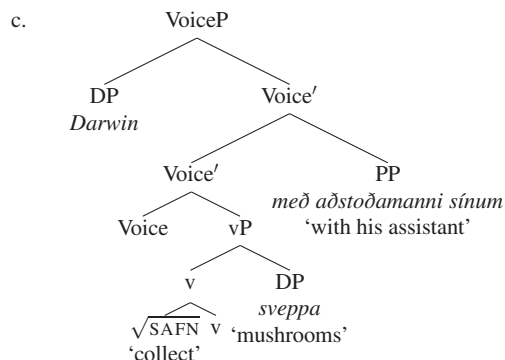 c.
VoiceP
DP
Voice′
Darwin
Voice′
PP
með aðstoðamanni sínum
Voice
vP
'with his assistant'
v
DP
sveppa
√SAFN v 'mushrooms'
'collect'